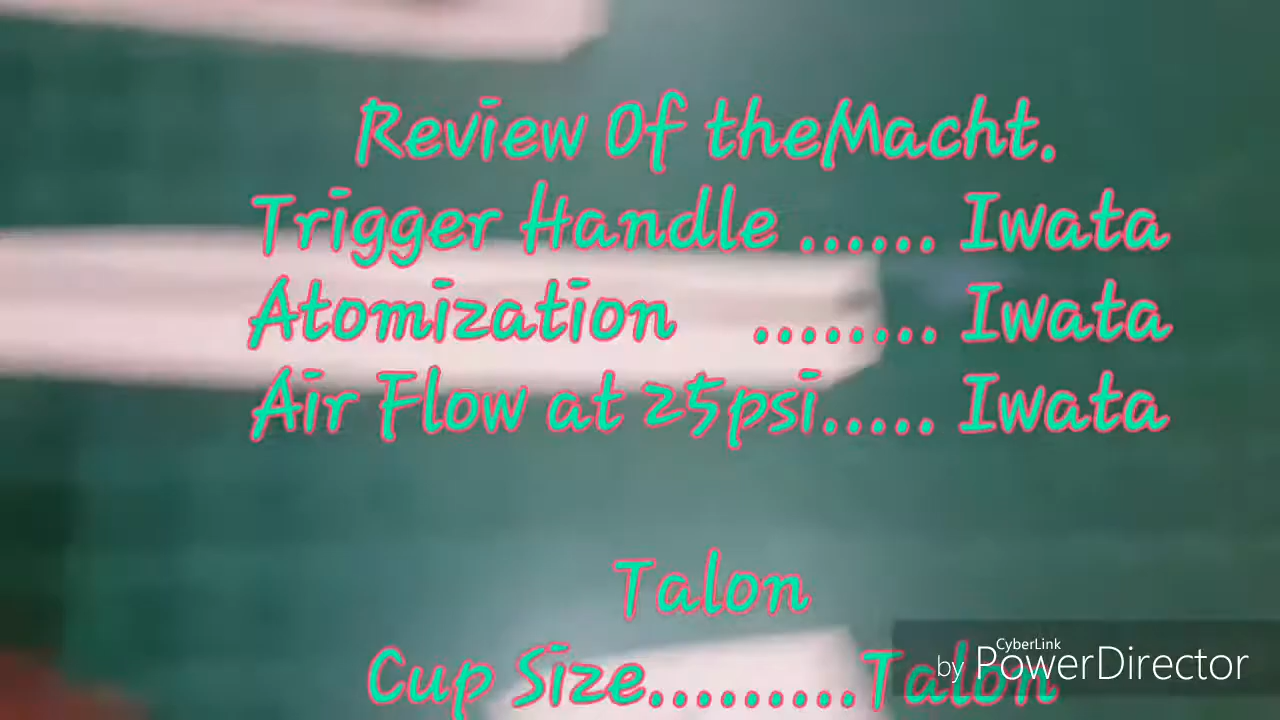 Review Of theMacht.
Trigger Handle ...... Iwata
Atomization ........ Iwata
Air Flow at 25psi..... Iwata
Talon
Cup Size.........Talon
CyberLink
by PowerDirector